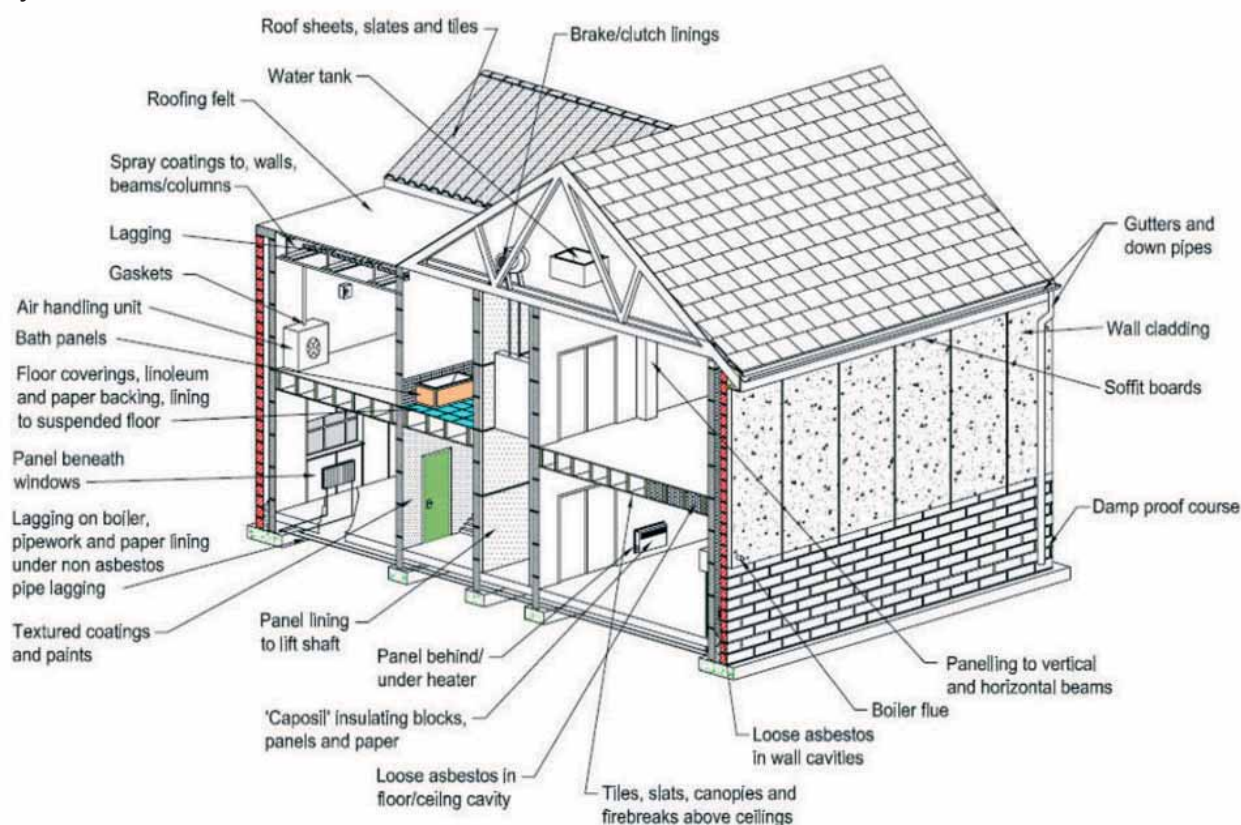 Roof sheets, slates and tiles
Brake/clutch linings
Water tank
Roofing felt
Spray coatings to, walls,
beams/columns
Lagging
Gaskets
Air handling unit
Bath panels
Floor coverings, linoleum
and paper backing, lining
to suspended floor
Panel beneath
windows
Lagging on boiler,
pipework and paper lining
under non asbestos
pipe lagging
Textured coatings
and paints
Panel lining
to lift shaft
Panel behind/
under heater
'Caposil' insulating blocks,
panels and paper
Loose asbestos in
floor/ceilng cavity
Tiles, slats, canopies and
firebreaks above ceilings
Loose asbestos
in wall cavities
Boiler flue
Panelling to vertical
and horizontal beams
Damp proof course
Soffit boards
Wall cladding
Gutters and
down pipes